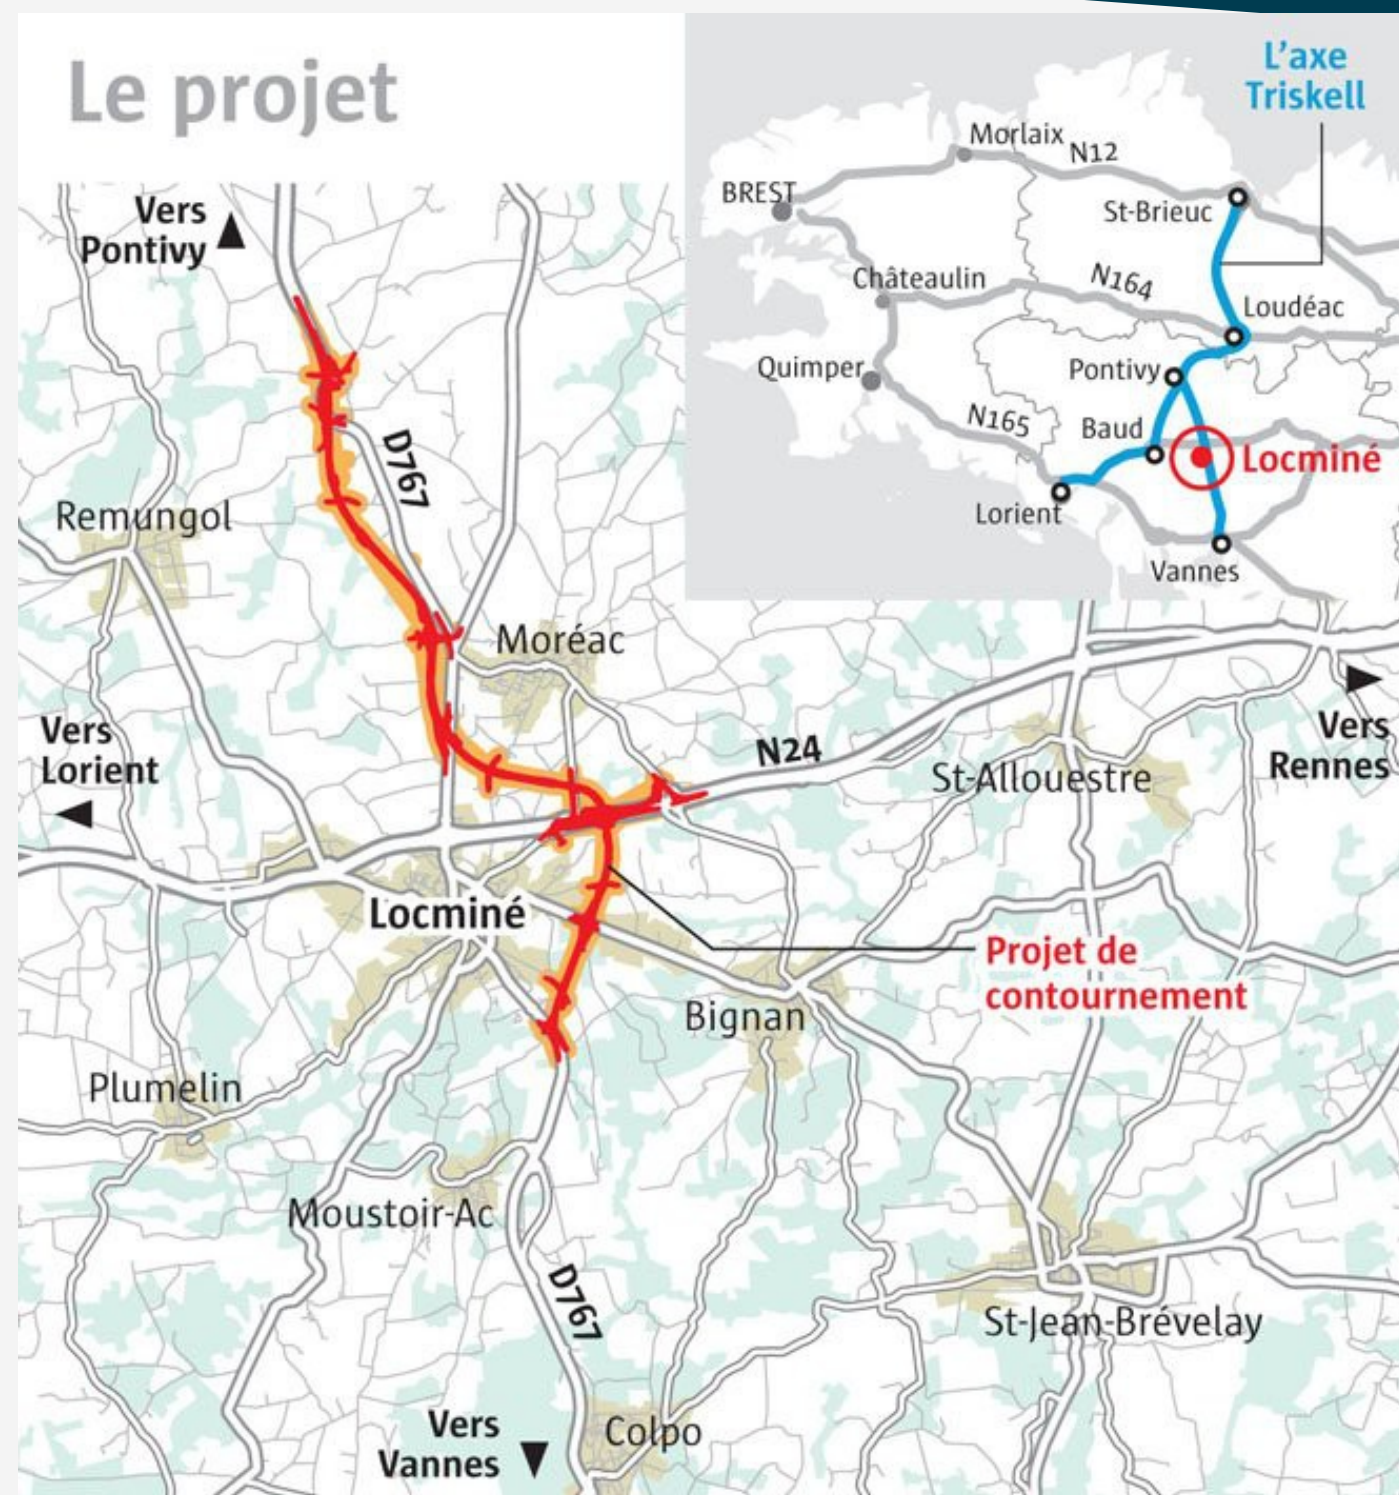 Le projet
L'axe
Triskell
Morlaix
N12
BREST
St-Brieuc
Châteaulin
N164
Loudéac
Quimper
Pontivy
N165
Baud
Locminé
Lorient
Vannes
Vers
Pontivy
D767
Remungol
Moréac
Vers
Lorient
N24
St-Allouestre
Vers
Rennes
Locminé
Projet de
contournement
Bignan
Plumelin
Moustoir-Ac
D767
St-Jean-Brévelay
Vers
Vannes
Colpo